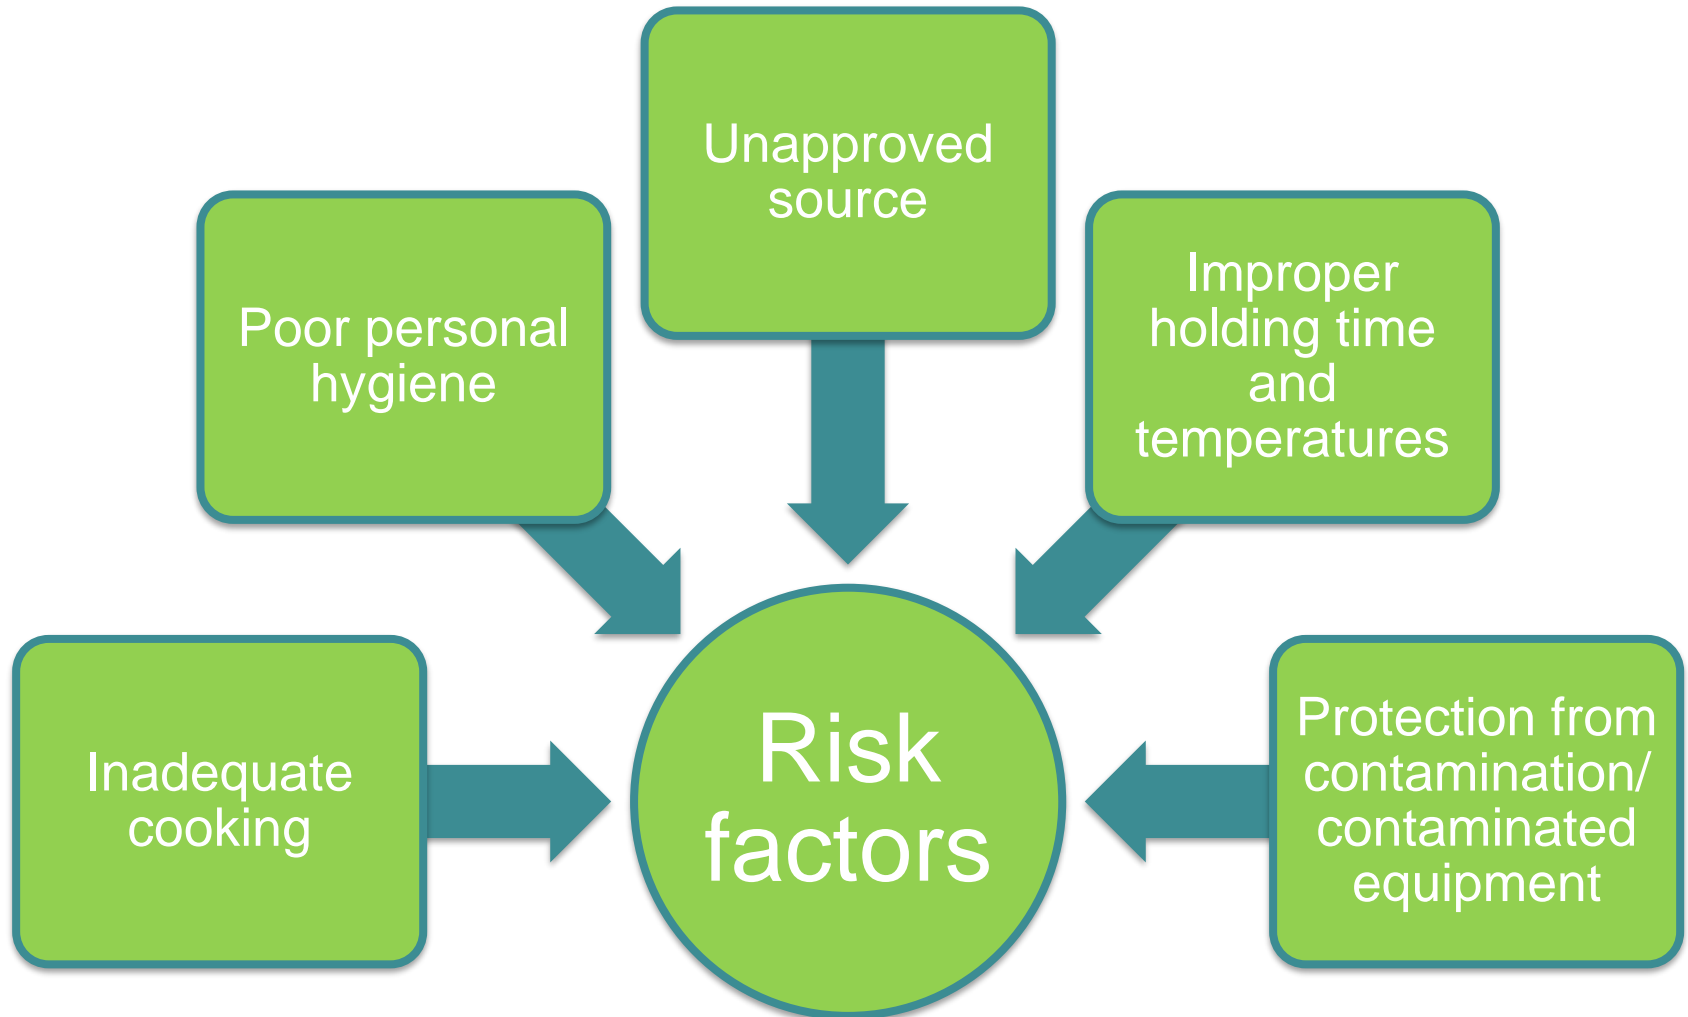 Unapproved
source
Poor personal
hygiene
Improper
holding time
and
temperatures
Inadequate
cooking
Risk
factors
Protection from
contamination/
contaminated
equipment